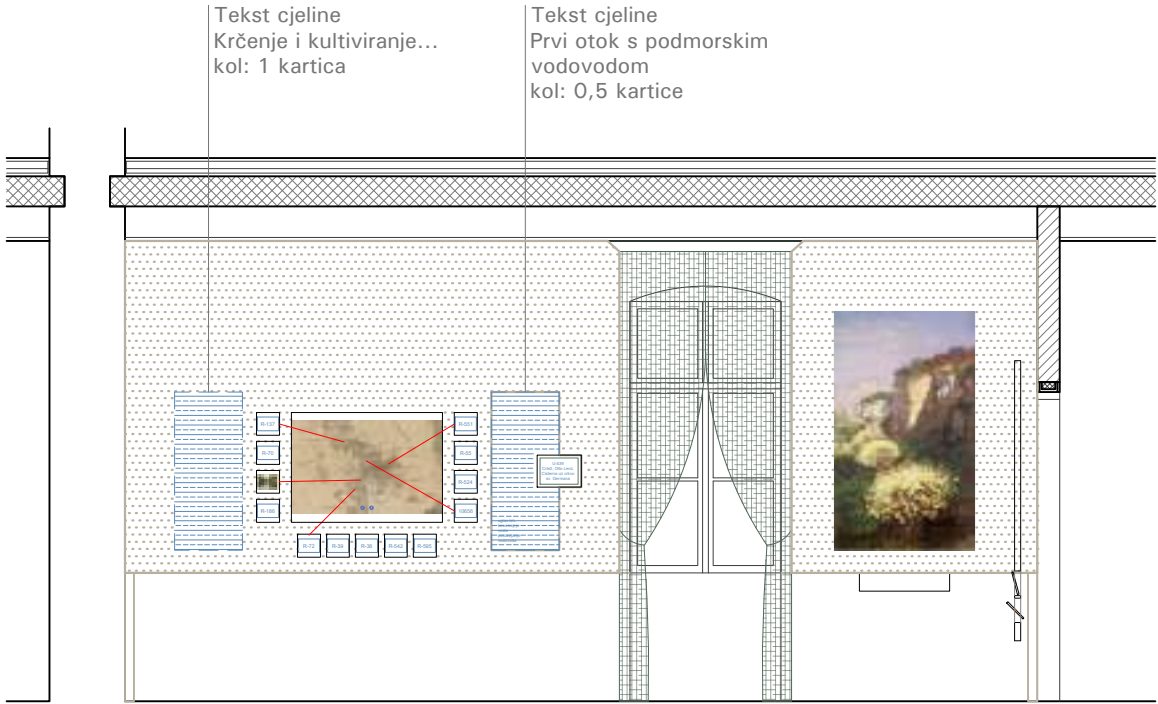 Tekst cjeline
Krčenje i kultiviranje...
kol: 1 kartica
Tekst cjeline
Prvi otok s podmorskim
vodovodom
kol: 0,5 kartice
R-137
R-70
R-186
R-551
R-55
R-524
R-72
R-39
R-36
R-542
R-595